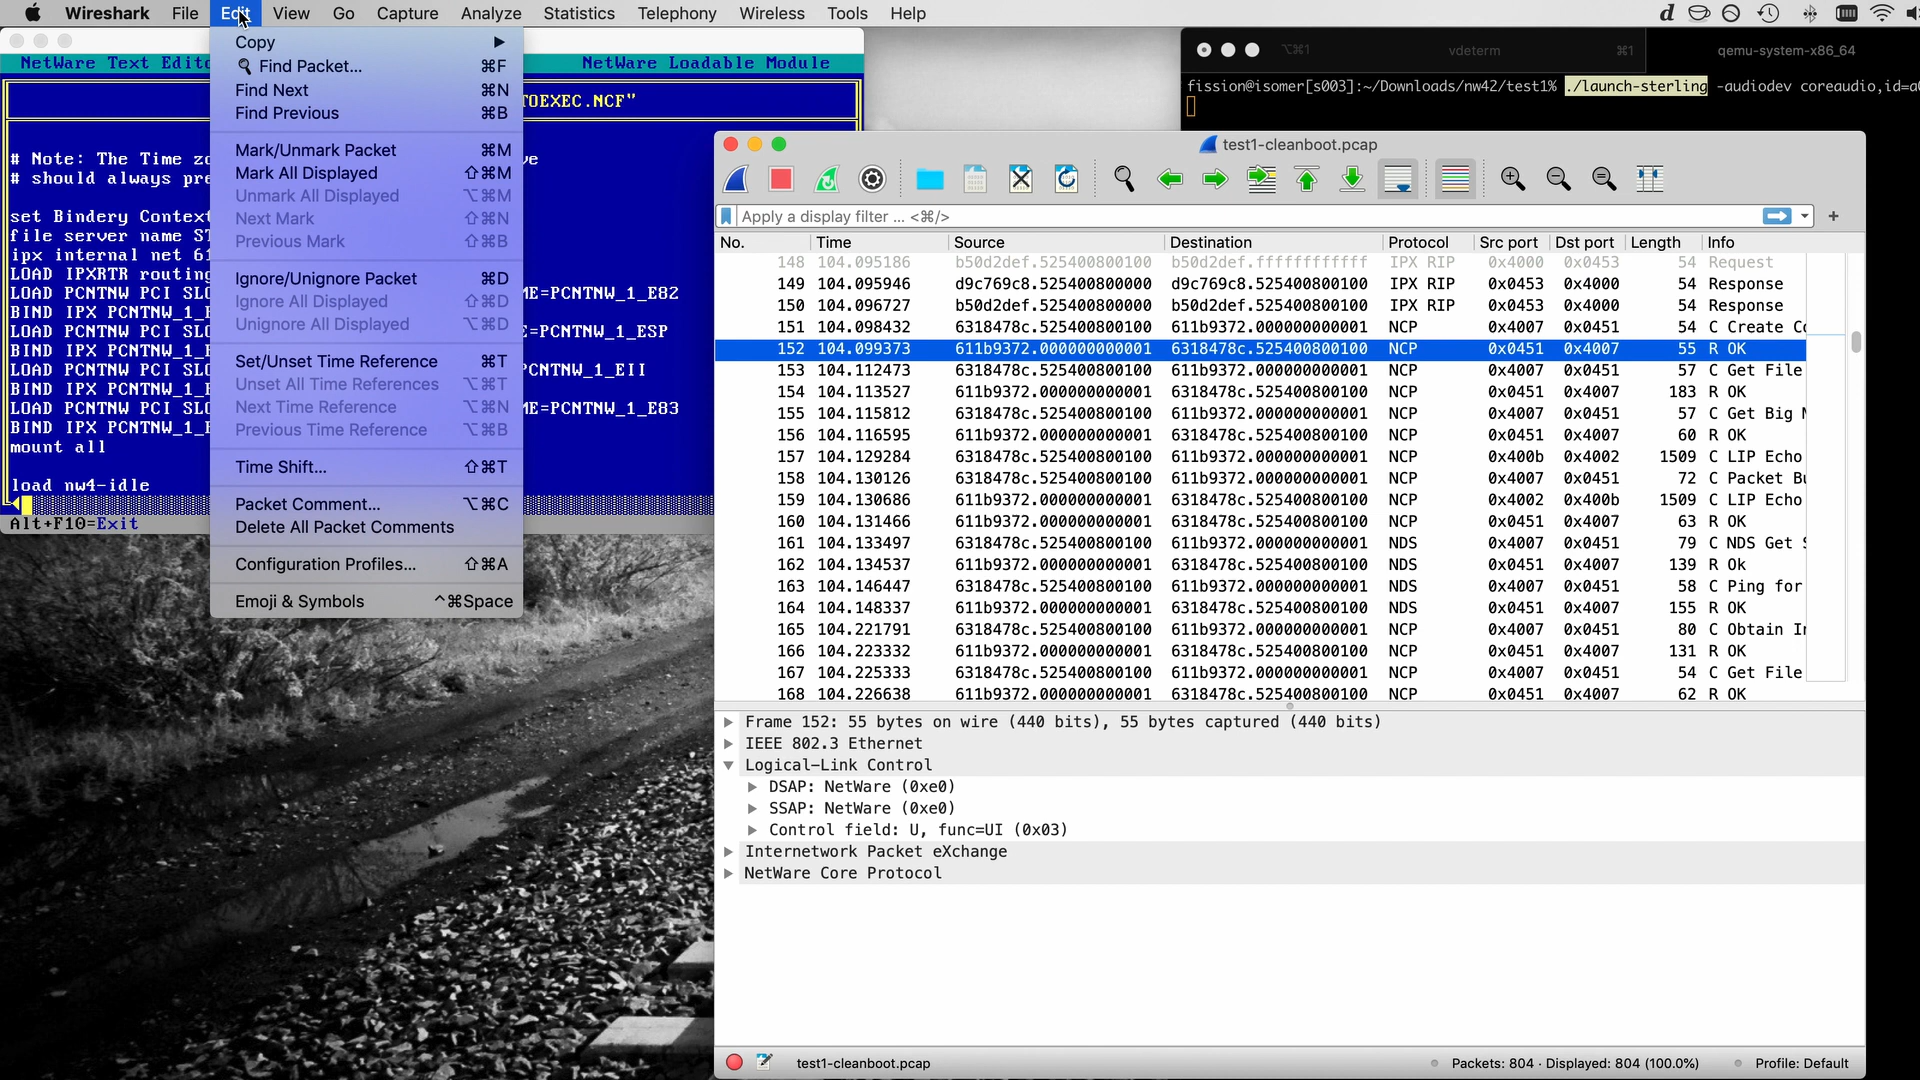 Wireshark File Edit View Go Capture Analyze Statistics Telephony Wireless Tools Help
NetWare Text Edito
NetWare Loadable Module
TOEXEC.NCF"
# Note: The Time zo
ve
# should always pre
set Bindery Context
file server name ST
ipx internal net 61
LOAD IPXRTR routing
LOAD PCNTNW PCI SLO
ME=PCNTNW_1_E82
BIND IPX PCNTNW_1_E
LOAD PCNTNW PCI SLO
E=PCNTNW_1_ESP
BIND IPX PCNTNW_1_E
LOAD PCNTNW PCI SLO
PCNTNW_1_EII
BIND IPX PCNTNW_1_E
LOAD PCNTNW PCI SLO
ME=PCNTNW_1_E83
BIND IPX PCNTNW_1_E
mount all
load nw4-idle
Alt+F10=Exit
Copy
Find Packet... ⌘F
Find Next ⌘N
Find Previous ⌘B
Mark/Unmark Packet ⌘M
Mark All Displayed ⇧⌘M
Unmark All Displayed ⌥⌘M
Next Mark ⇧⌘N
Previous Mark ⇧⌘B
Ignore/Unignore Packet ⌘D
Ignore All Displayed ⇧⌘D
Unignore All Displayed ⌥⌘D
Set/Unset Time Reference ⌘T
Unset All Time References ⌥⌘T
Next Time Reference ⌥⌘N
Previous Time Reference ⌥⌘B
Time Shift... ⇧⌘T
Packet Comment... ⌥⌘C
Delete All Packet Comments
Configuration Profiles... ⇧⌘A
Emoji & Symbols ^⌘Space
⌥⌘1 vdeterm ⌘1 qemu-system-x86_64
fission@isomer[s003]:~/Downloads/nw42/test1% ./launch-sterling -audiodev coreaudio,id=a
test1-cleanboot.pcap
Apply a display filter ... <⌘/>
+
No. Time Source Destination Protocol Src port Dst port Length Info
148 104.095186 b50d2def.525400800100 b50d2def.ffffffffffff IPX RIP 0x4000 0x0453 54 Request
149 104.095946 d9c769c8.525400820000 d9c769c8.525400800100 IPX RIP 0x0453 0x4000 54 Response
150 104.096727 b50d2def.525400820000 b50d2def.525400800100 IPX RIP 0x0453 0x4000 54 Response
151 104.098432 6318478c.525400800100 611b9372.000000000001 NCP 0x4007 0x0451 54 C Create Co
152 104.099373 611b9372.000000000001 6318478c.525400800100 NCP 0x0451 0x4007 55 R OK
153 104.112473 6318478c.525400800100 611b9372.000000000001 NCP 0x4007 0x0451 57 C Get File
154 104.113527 611b9372.000000000001 6318478c.525400800100 NCP 0x0451 0x4007 183 R OK
155 104.115812 6318478c.525400800100 611b9372.000000000001 NCP 0x4007 0x0451 57 C Get Big N
156 104.116595 611b9372.000000000001 6318478c.525400800100 NCP 0x0451 0x4007 60 R OK
157 104.129284 6318478c.525400800100 611b9372.000000000001 NCP 0x400b 0x4002 1509 C LIP Echo
158 104.130126 6318478c.525400800100 611b9372.000000000001 NCP 0x4007 0x0451 72 C Packet Bu
159 104.130686 611b9372.000000000001 6318478c.525400800100 NCP 0x4002 0x400b 1509 C LIP Echo
160 104.131466 611b9372.000000000001 6318478c.525400800100 NCP 0x0451 0x4007 63 R OK
161 104.133497 6318478c.525400800100 611b9372.000000000001 NDS 0x4007 0x0451 79 C NDS Get S
162 104.134537 611b9372.000000000001 6318478c.525400800100 NDS 0x0451 0x4007 139 R Ok
163 104.146447 6318478c.525400800100 611b9372.000000000001 NDS 0x4007 0x0451 58 C Ping for
164 104.148337 611b9372.000000000001 6318478c.525400800100 NDS 0x0451 0x4007 155 R OK
165 104.221791 6318478c.525400800100 611b9372.000000000001 NCP 0x4007 0x0451 80 C Obtain In
166 104.223332 611b9372.000000000001 6318478c.525400800100 NCP 0x0451 0x4007 131 R OK
167 104.225333 6318478c.525400800100 611b9372.000000000001 NCP 0x4007 0x0451 54 C Get File
168 104.226638 611b9372.000000000001 6318478c.525400800100 NCP 0x0451 0x4007 62 R OK
Frame 152: 55 bytes on wire (440 bits), 55 bytes captured (440 bits)
IEEE 802.3 Ethernet
Logical-Link Control
DSAP: NetWare (0xe0)
SSAP: NetWare (0xe0)
Control field: U, func=UI (0x03)
Internetwork Packet eXchange
NetWare Core Protocol
test1-cleanboot.pcap
Packets: 804 · Displayed: 804 (100.0%)
Profile: Default